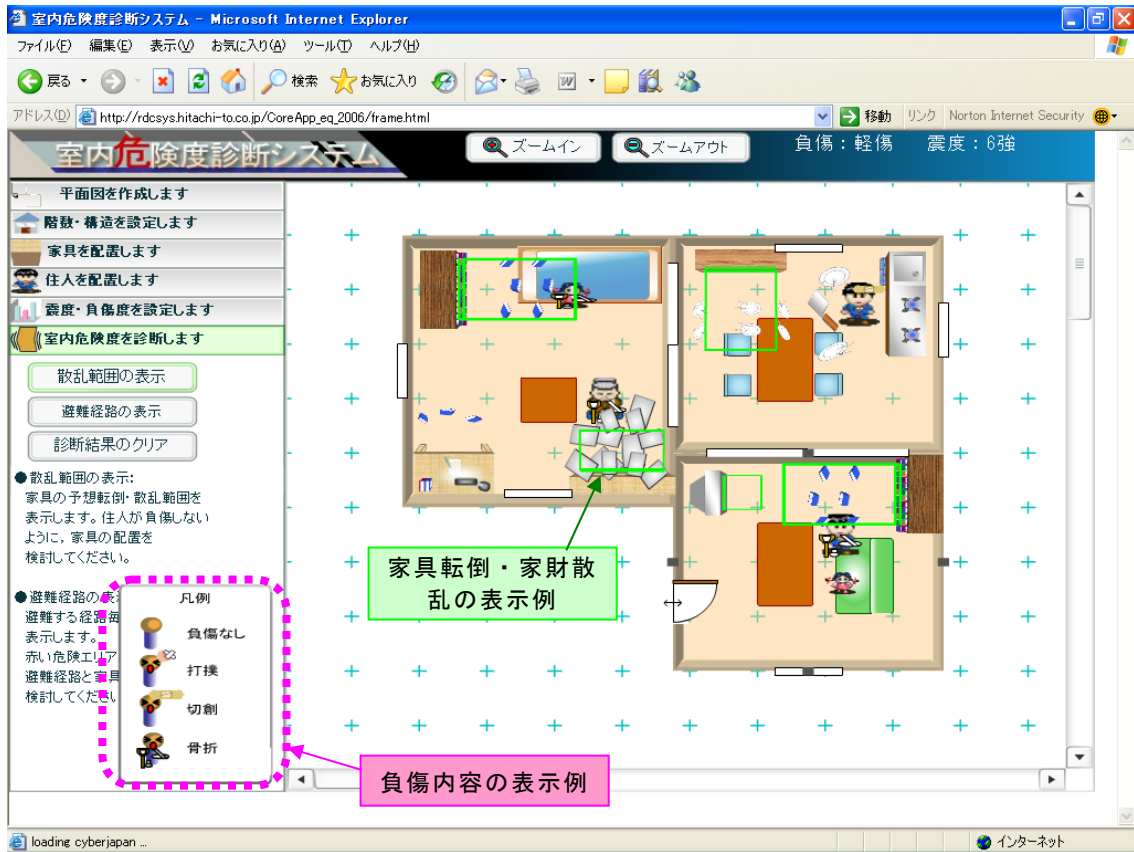 室内危険度診断システム - Microsoft Internet Explorer
ファイル(F) 編集(E) 表示(V) お気に入り(A) ツール(T) ヘルプ(H)
戻る 検索 お気に入り
アドレス(D) http://rdcsys.hitachi-to.co.jp/CoreApp_eq_2006/frame.html 移動 リンク Norton Internet Security
室内危険度診断システム ズームイン ズームアウト 負傷：軽傷 震度：6強
平面図を作成します
階数・構造を設定します
家具を配置します
住人を配置します
震度・負傷度を設定します
室内危険度を診断します
散乱範囲の表示
避難経路の表示
診断結果のクリア
●散乱範囲の表示：
家具の予想転倒・散乱範囲を
表示します。住人が負傷しない
ように，家具の配置を
検討してください。
●避難経路の表
避難する経路毎
表示します。
赤い危険エリア
避難経路と家具
検討してください
凡例
負傷なし
打撲
切創
骨折
家具転倒・家財散
乱の表示例
負傷内容の表示例
loading cyberjapan ... インターネット